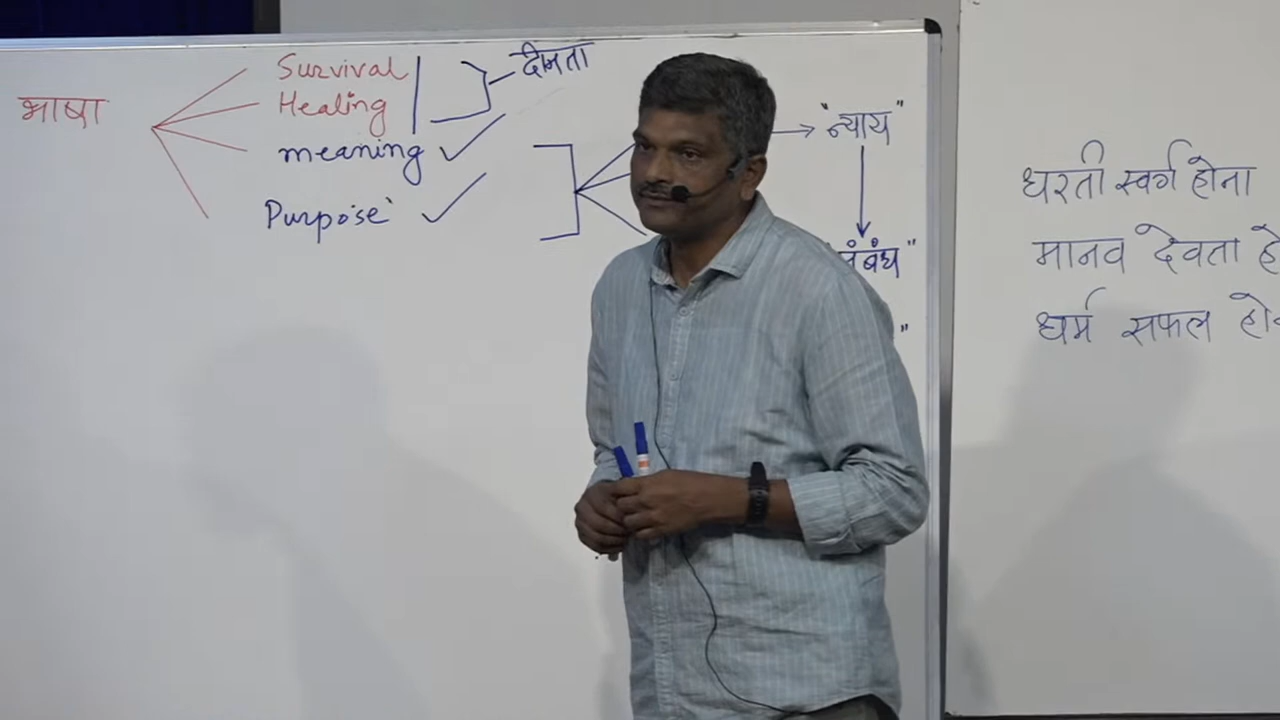 भाषा
Survival
Healing
meaning
Purpose
दीनता
"न्याय"
धरती स्वर्ग होना
मानव देवता
धर्म सफल